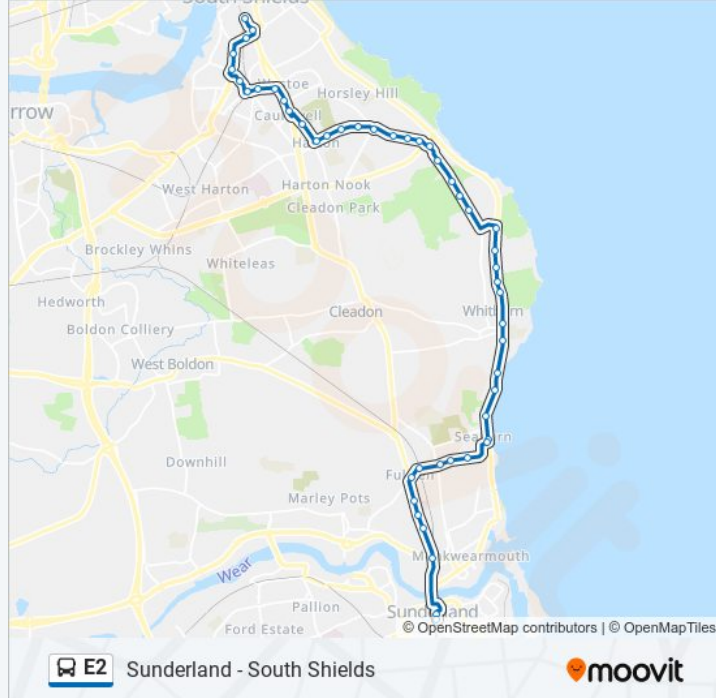 South Shields
Westoe
Horsley Hill
rrow
Harton
West Harton
Harton Nook
Cleadon Park
Brockley Whins
Whiteleas
Hedworth
Cleadon
Whitburn
Boldon Colliery
West Boldon
Seaburn
Downhill
Fulwell
Marley Pots
Monkwearmouth
Wear
Pallion
Sunderland
Ford Estate
© OpenStreetMap contributors | © OpenMapTiles
E2 Sunderland - South Shields
moovit